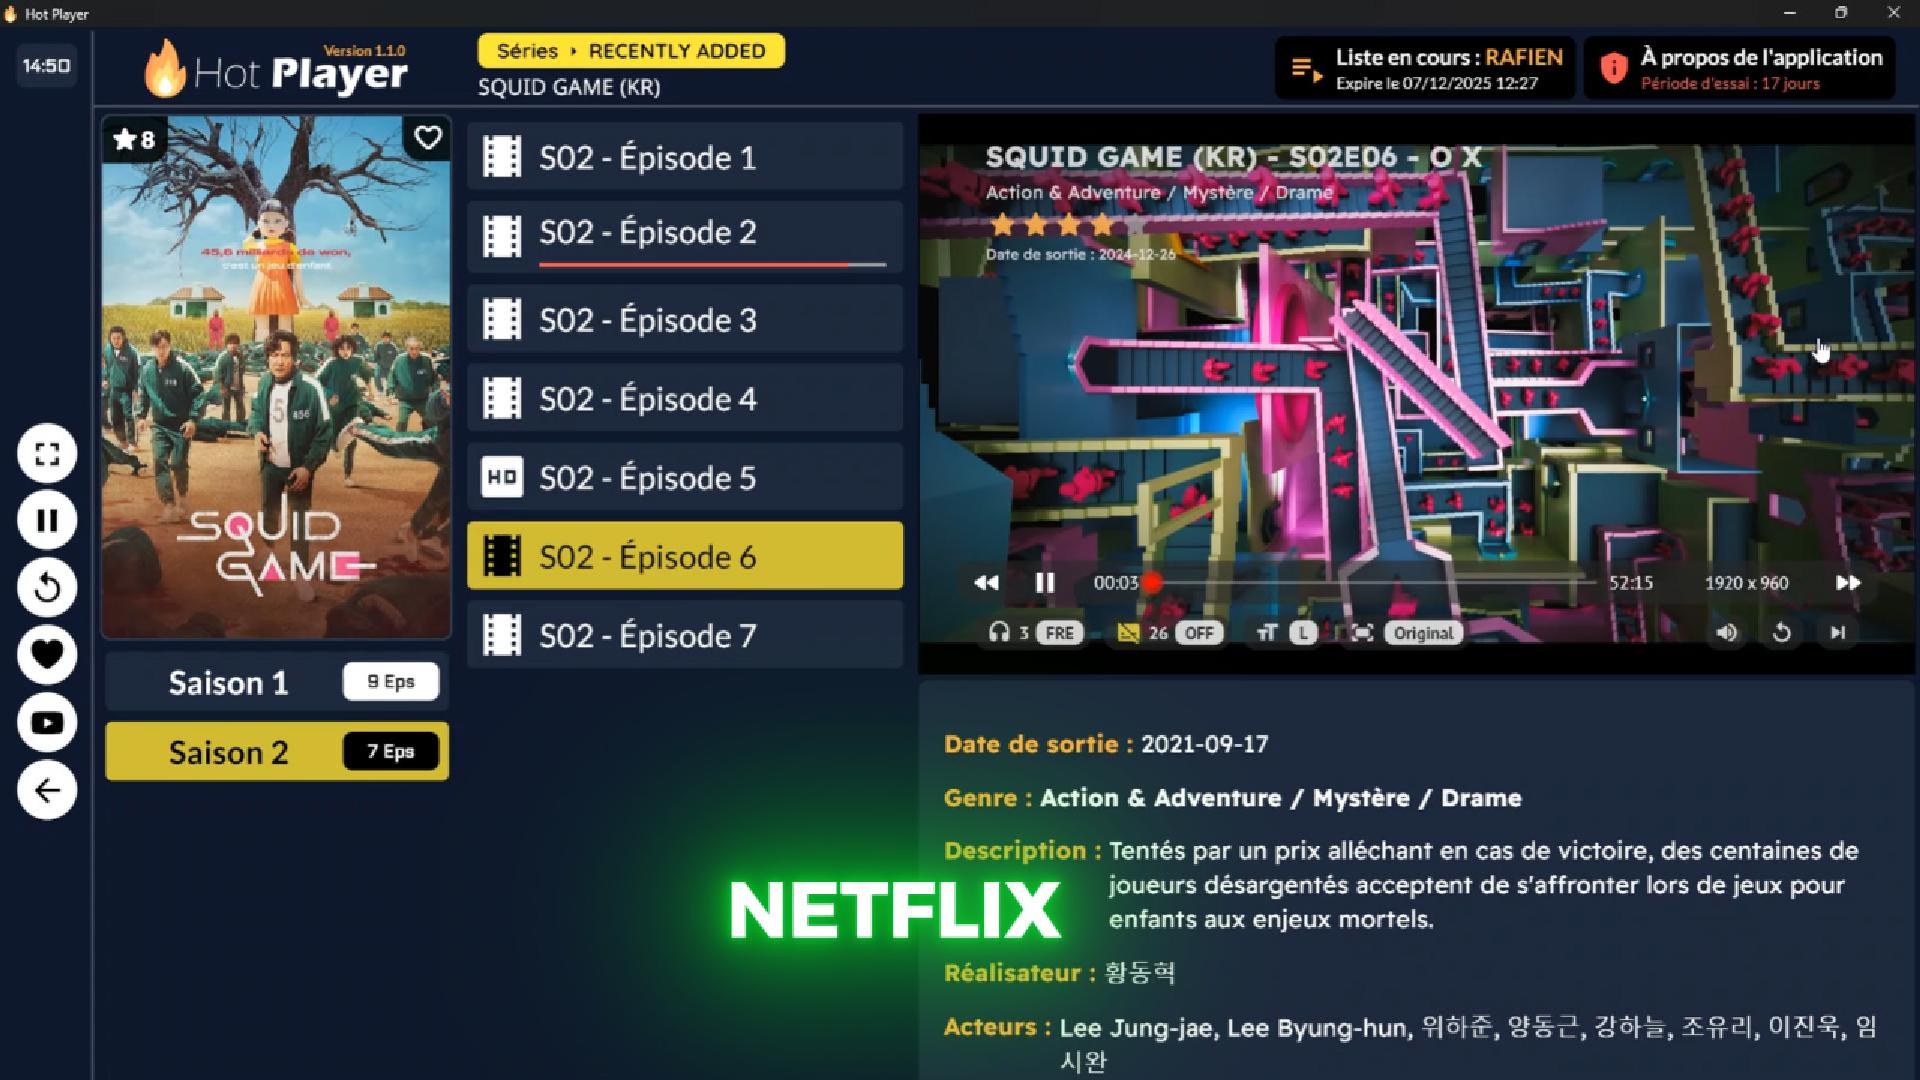 Hot Player
14:50
Version 1.1.0
Hot Player
Séries › RECENTLY ADDED
SQUID GAME (KR)
Liste en cours : RAFIEN
Expire le 07/12/2025 12:27
À propos de l'application
Période d'essai : 17 jours
8
45,6 milliards de won,
c'est un jeu d'enfant.
SQUID
GAME
Saison 1 9 Eps
Saison 2 7 Eps
S02 - Épisode 1
S02 - Épisode 2
S02 - Épisode 3
S02 - Épisode 4
HD S02 - Épisode 5
S02 - Épisode 6
S02 - Épisode 7
SQUID GAME (KR) - S02E06 - O X
Action & Adventure / Mystère / Drame
Date de sortie : 2024-12-26
00:03 52:15 1920 x 960
3 FRE 26 OFF TT L Original
Date de sortie : 2021-09-17
Genre : Action & Adventure / Mystère / Drame
Description : Tentés par un prix alléchant en cas de victoire, des centaines de
joueurs désargentés acceptent de s'affronter lors de jeux pour
enfants aux enjeux mortels.
NETFLIX
Réalisateur : 황동혁
Acteurs : Lee Jung-jae, Lee Byung-hun, 위하준, 양동근, 강하늘, 조유리, 이진욱, 임
시완